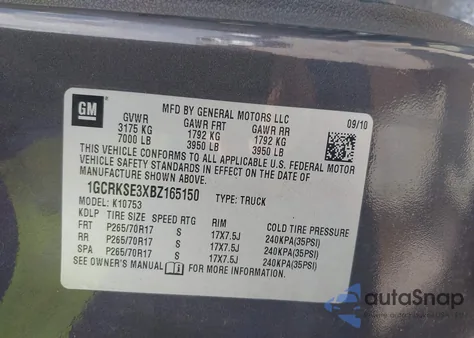 GM
MFD BY GENERAL MOTORS LLC
09/10
GVWR GAWR FRT GAWR RR
3175 KG 1792 KG 1792 KG
7000 LB 3950 LB 3950 LB
THIS VEHICLE CONFORMS TO ALL APPLICABLE U.S. FEDERAL MOTOR
VEHICLE SAFETY STANDARDS IN EFFECT ON THE DATE OF
MANUFACTURE SHOWN ABOVE.
1GCRKSE3XBZ165150 TYPE: TRUCK
MODEL: K10753
KDLP TIRE SIZE SPEED RTG RIM COLD TIRE PRESSURE
FRT P265/70R17 S 17X7.5J 240KPA(35PSI)
RR P265/70R17 S 17X7.5J 240KPA(35PSI)
SPA P265/70R17 S 17X7.5J 240KPA(35PSI)
SEE OWNER'S MANUAL FOR ADDITIONAL INFORMATION.
autoSnap